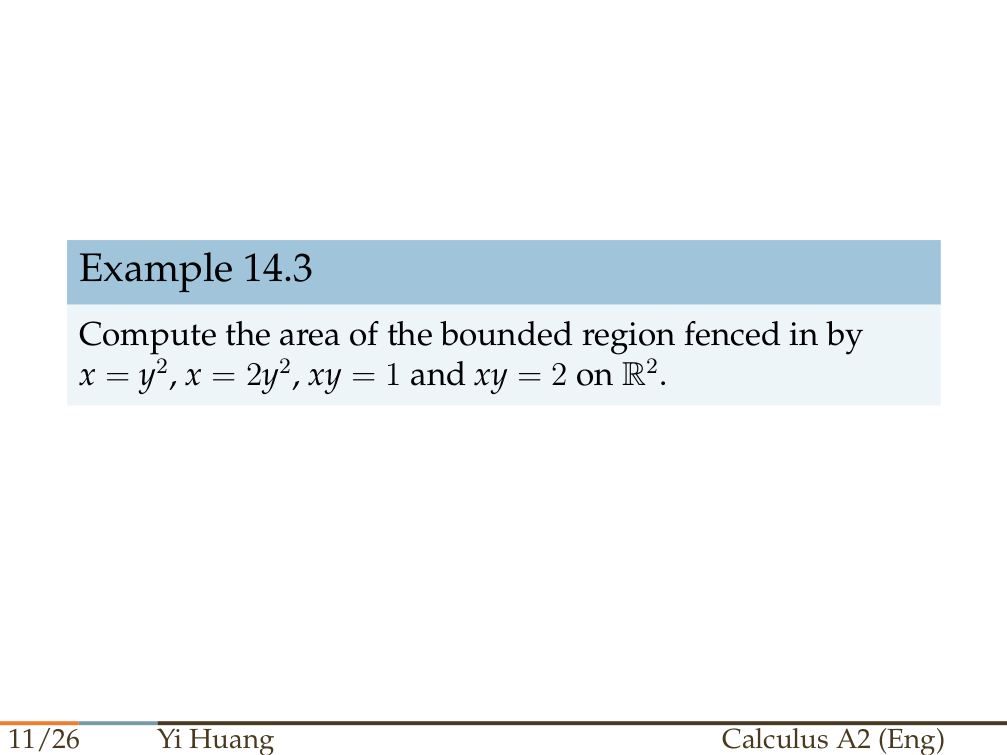 Example 14.3
Compute the area of the bounded region fenced in by
x = y², x = 2y², xy = 1 and xy = 2 on ℝ².
11/26 Yi Huang Calculus A2 (Eng)